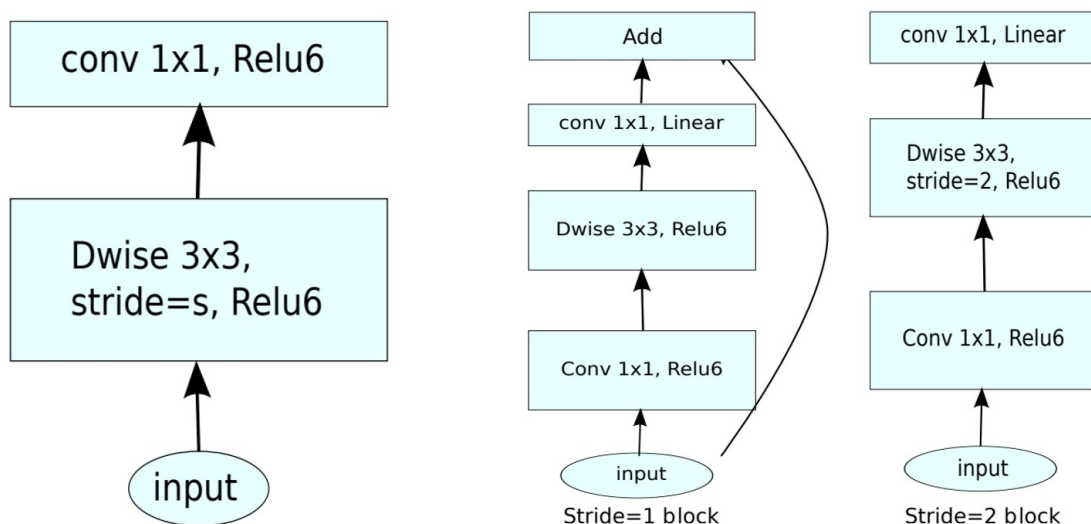 conv 1x1, Relu6
Dwise 3x3,
stride=s, Relu6
input
Add
conv 1x1, Linear
Dwise 3x3, Relu6
Conv 1x1, Relu6
input
Stride=1 block
conv 1x1, Linear
Dwise 3x3,
stride=2, Relu6
Conv 1x1, Relu6
input
Stride=2 block